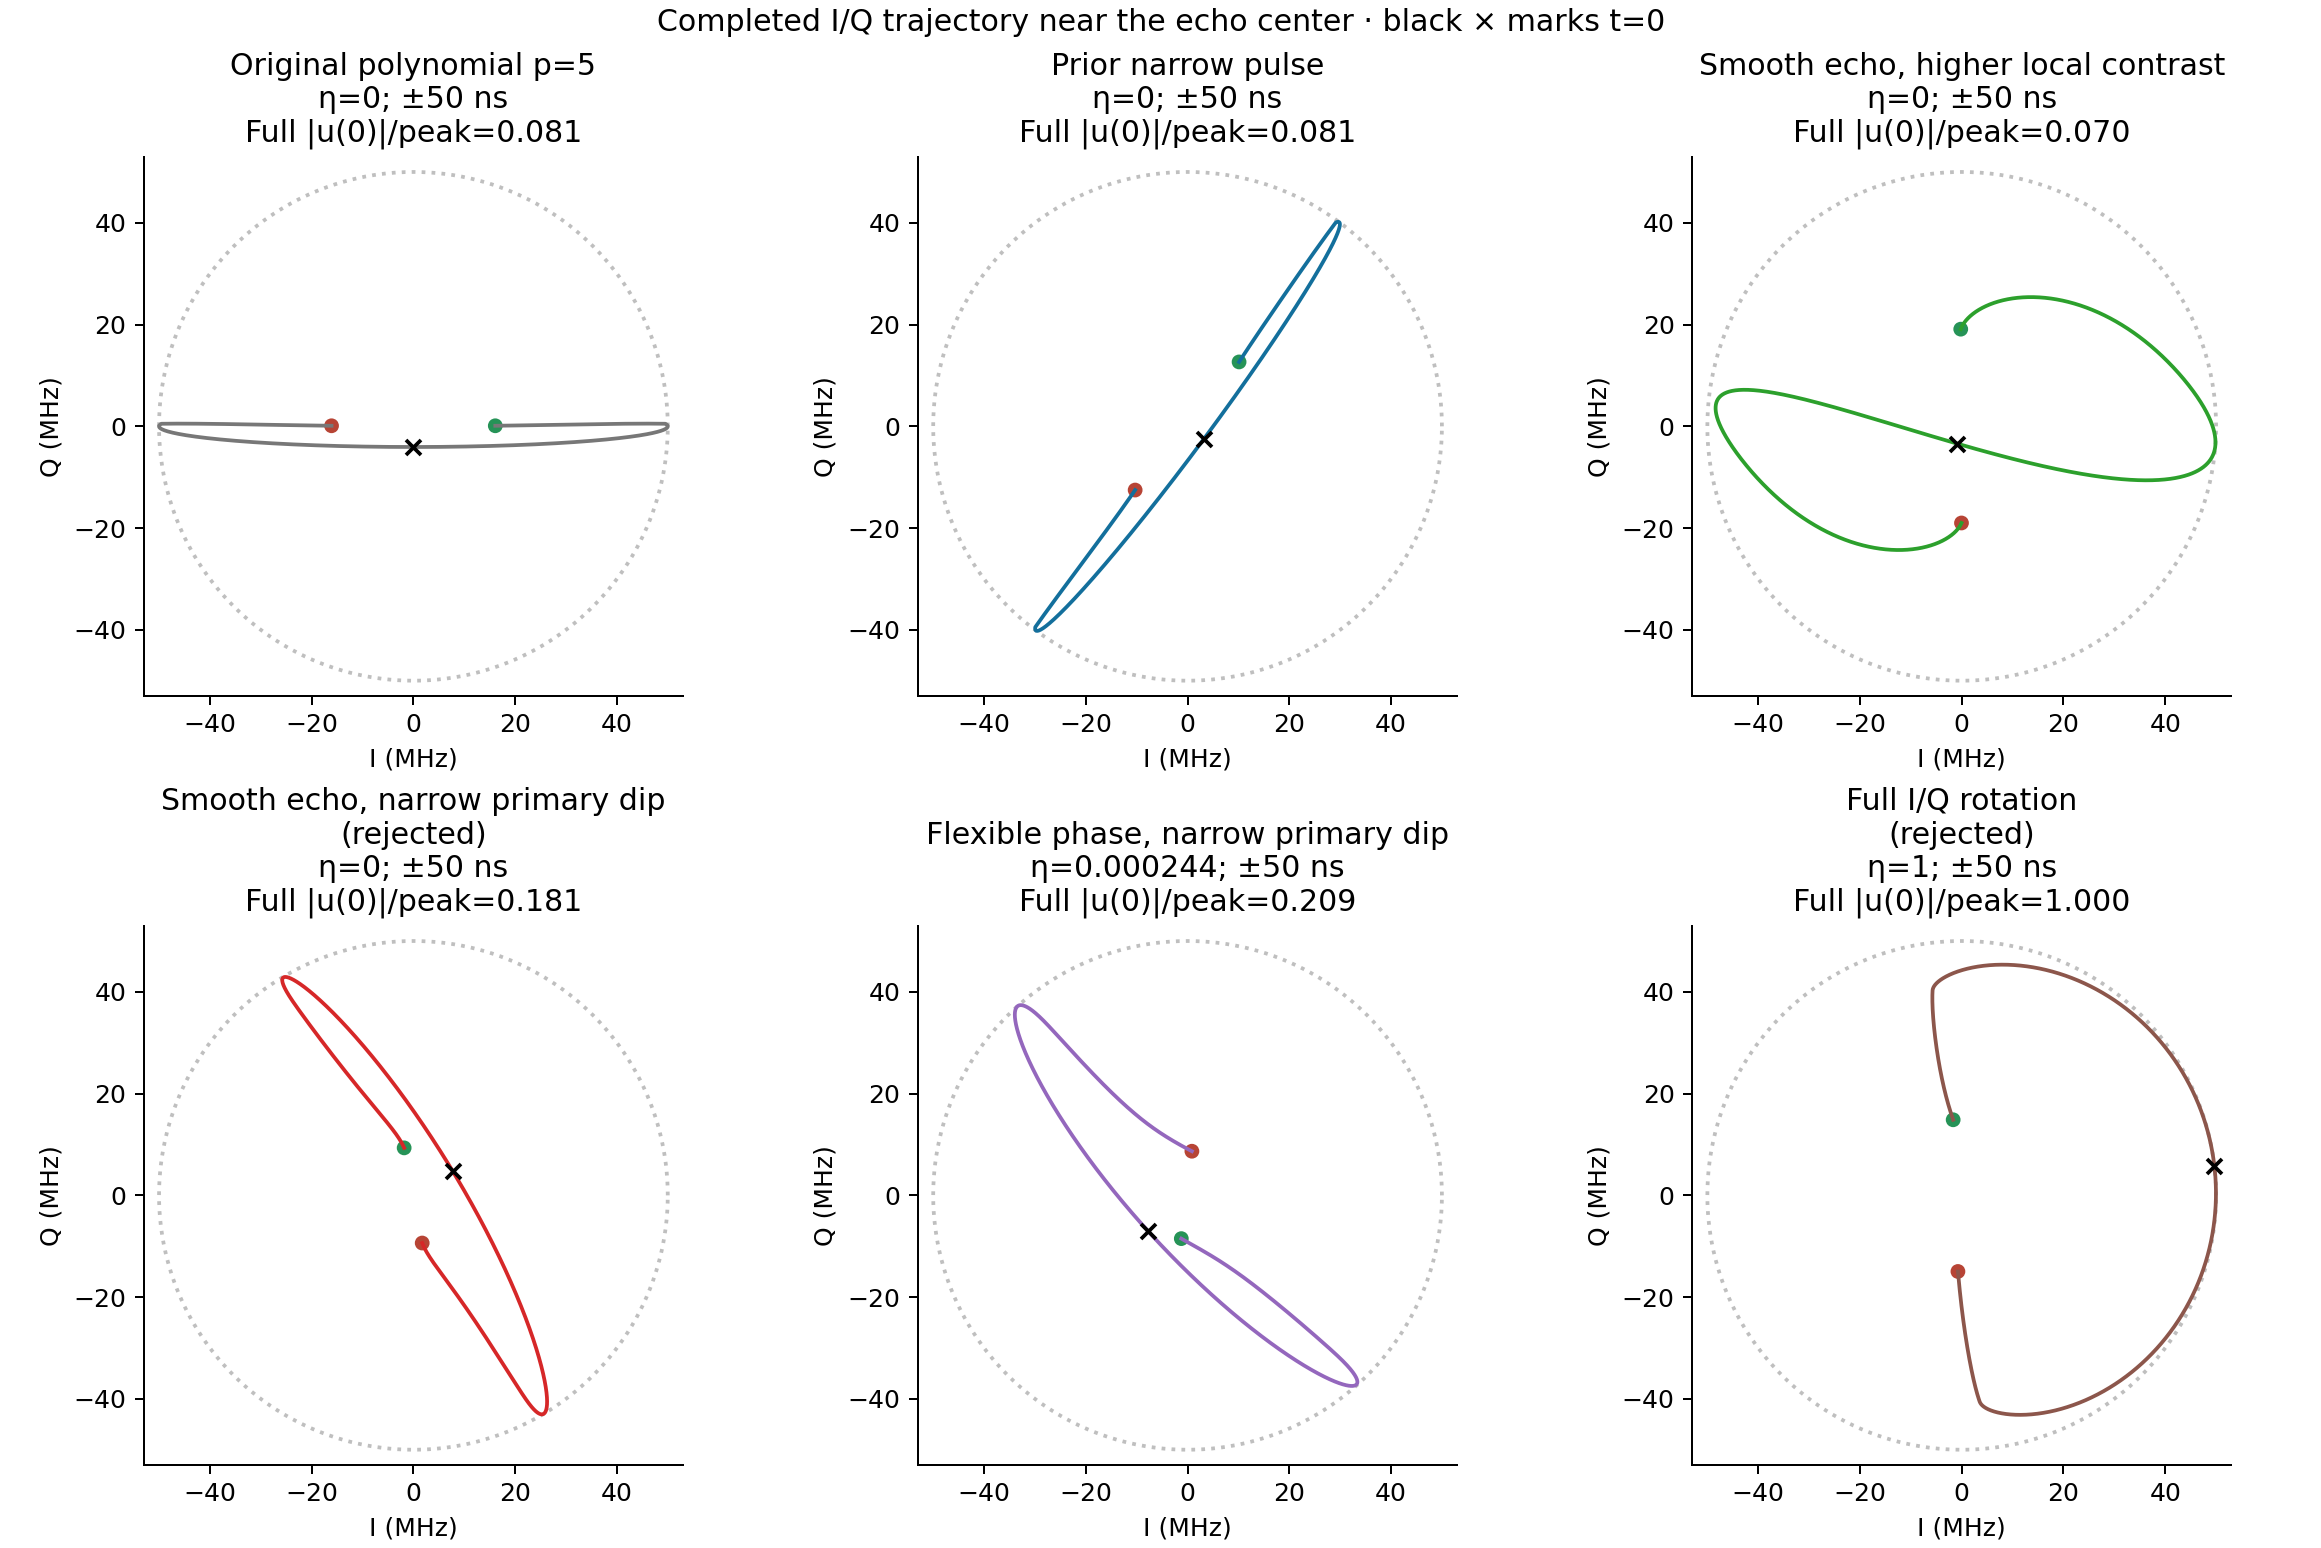 Completed I/Q trajectory near the echo center · black × marks t=0
Original polynomial p=5
η=0; ±50 ns
Full |u(0)|/peak=0.081
40
20
0
−20
−40
Q (MHz)
−40 −20 0 20 40
I (MHz)
Prior narrow pulse
η=0; ±50 ns
Full |u(0)|/peak=0.081
40
20
0
−20
−40
Q (MHz)
−40 −20 0 20 40
I (MHz)
Smooth echo, higher local contrast
η=0; ±50 ns
Full |u(0)|/peak=0.070
40
20
0
−20
−40
Q (MHz)
−40 −20 0 20 40
I (MHz)
Smooth echo, narrow primary dip
(rejected)
η=0; ±50 ns
Full |u(0)|/peak=0.181
40
20
0
−20
−40
Q (MHz)
−40 −20 0 20 40
I (MHz)
Flexible phase, narrow primary dip
η=0.000244; ±50 ns
Full |u(0)|/peak=0.209
40
20
0
−20
−40
Q (MHz)
−40 −20 0 20 40
I (MHz)
Full I/Q rotation
(rejected)
η=1; ±50 ns
Full |u(0)|/peak=1.000
40
20
0
−20
−40
Q (MHz)
−40 −20 0 20 40
I (MHz)